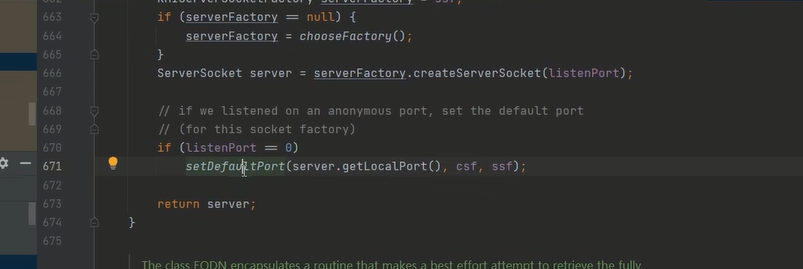 662 RMIServerSocketFactory serverFactory = ssf;
663 if (serverFactory == null) {
664 serverFactory = chooseFactory();
665 }
666 ServerSocket server = serverFactory.createServerSocket(listenPort);
667
668 // if we listened on an anonymous port, set the default port
669 // (for this socket factory)
670 if (listenPort == 0)
671 setDefaultPort(server.getLocalPort(), csf, ssf);
672
673 return server;
674 }
675
The class FQDN encapsulates a routine that makes a best effort attempt to retrieve the fully